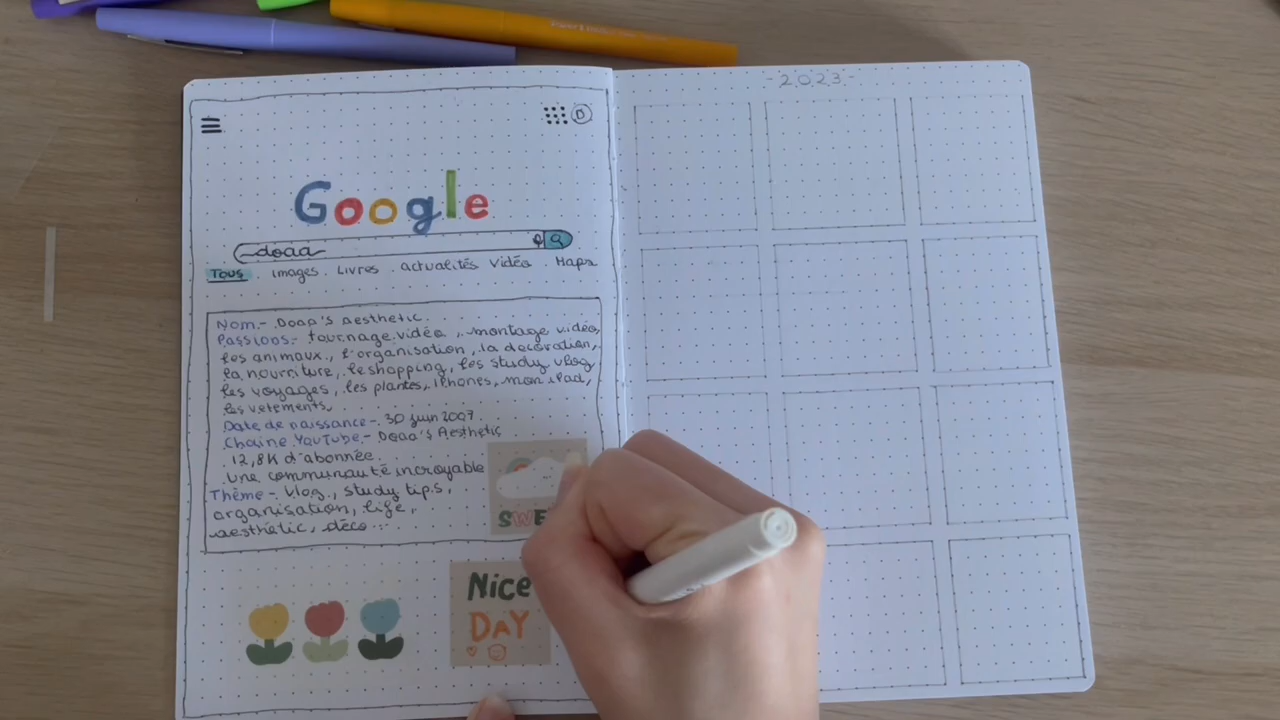 -2023-
D
Google
doaa
Tous . images . Livres . actualités Vidéo . Maps
Nom - Doaa's aesthetic.
Passions - tournage vidéo, montage vidéo,
les animaux, l'organisation, la decoration,
la nourriture, le shopping, les study vlog
les voyages, les plantes, iPhones, mon iPad,
les vetements,
Date de naissance - 30 juin 2007
Chaine YouTube - Doaa's Aesthetic
12,8K d'abonnée.
une communauté incroyable
Thème - Vlog, study tips,
organisation, life,
aesthetic, déco ...
SWE
Nice
DAY